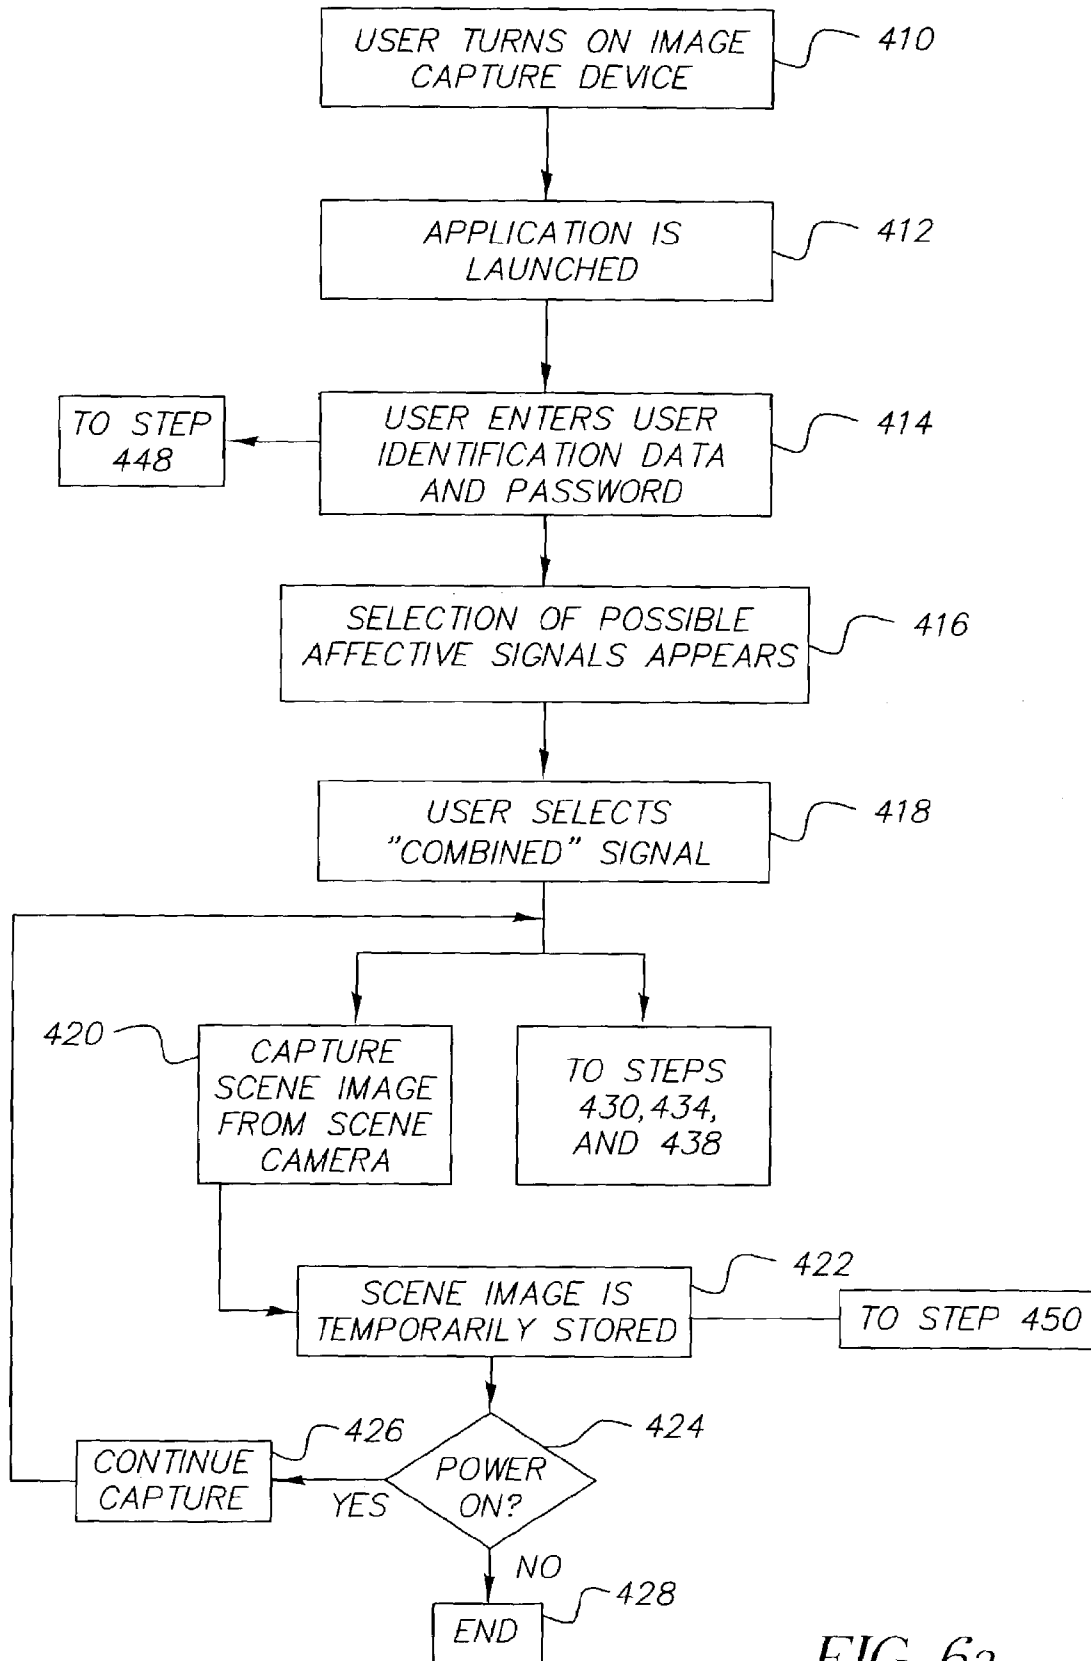 USER TURNS ON IMAGE
CAPTURE DEVICE
410
APPLICATION IS
LAUNCHED
412
TO STEP
448
USER ENTERS USER
IDENTIFICATION DATA
AND PASSWORD
414
SELECTION OF POSSIBLE
AFFECTIVE SIGNALS APPEARS
416
USER SELECTS
"COMBINED" SIGNAL
418
420
CAPTURE
SCENE IMAGE
FROM SCENE
CAMERA
TO STEPS
430,434,
AND 438
SCENE IMAGE IS
TEMPORARILY STORED
422
TO STEP 450
CONTINUE
CAPTURE
426
POWER
ON?
424
YES
NO
END
428
FIG. 6a